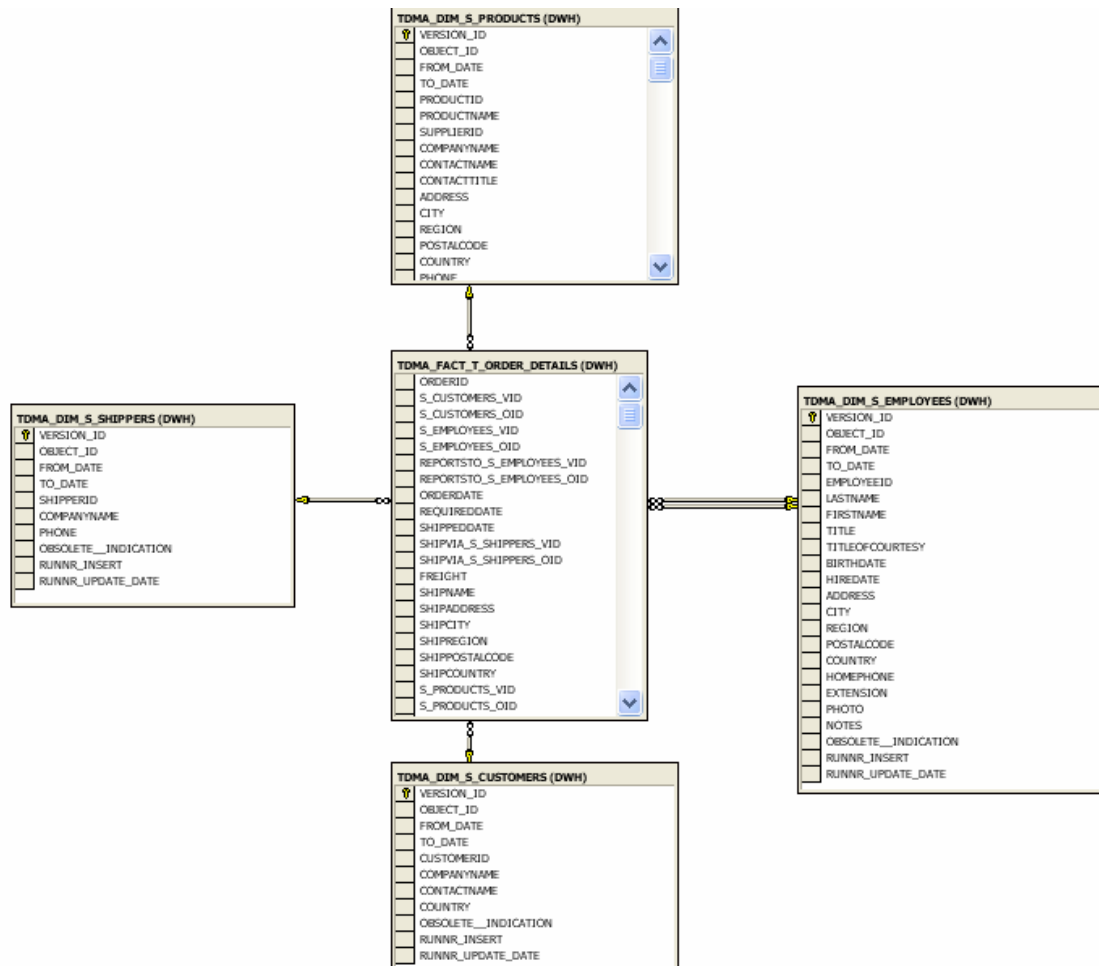 TDMA_DIM_S_PRODUCTS (DWH)
VERSION_ID
OBJECT_ID
FROM_DATE
TO_DATE
PRODUCTID
PRODUCTNAME
SUPPLIERID
COMPANYNAME
CONTACTNAME
CONTACTTITLE
ADDRESS
CITY
REGION
POSTALCODE
COUNTRY
PHONE
TDMA_FACT_T_ORDER_DETAILS (DWH)
ORDERID
S_CUSTOMERS_VID
S_CUSTOMERS_OID
S_EMPLOYEES_VID
S_EMPLOYEES_OID
REPORTSTO_S_EMPLOYEES_VID
REPORTSTO_S_EMPLOYEES_OID
ORDERDATE
REQUIREDDATE
SHIPPEDDATE
SHIPVIA_S_SHIPPERS_VID
SHIPVIA_S_SHIPPERS_OID
FREIGHT
SHIPNAME
SHIPADDRESS
SHIPCITY
SHIPREGION
SHIPPOSTALCODE
SHIPCOUNTRY
S_PRODUCTS_VID
S_PRODUCTS_OID
TDMA_DIM_S_SHIPPERS (DWH)
VERSION_ID
OBJECT_ID
FROM_DATE
TO_DATE
SHIPPERID
COMPANYNAME
PHONE
OBSOLETE__INDICATION
RUNNR_INSERT
RUNNR_UPDATE_DATE
TDMA_DIM_S_EMPLOYEES (DWH)
VERSION_ID
OBJECT_ID
FROM_DATE
TO_DATE
EMPLOYEEID
LASTNAME
FIRSTNAME
TITLE
TITLEOFCOURTESY
BIRTHDATE
HIREDATE
ADDRESS
CITY
REGION
POSTALCODE
COUNTRY
HOMEPHONE
EXTENSION
PHOTO
NOTES
OBSOLETE__INDICATION
RUNNR_INSERT
RUNNR_UPDATE_DATE
TDMA_DIM_S_CUSTOMERS (DWH)
VERSION_ID
OBJECT_ID
FROM_DATE
TO_DATE
CUSTOMERID
COMPANYNAME
CONTACTNAME
COUNTRY
OBSOLETE__INDICATION
RUNNR_INSERT
RUNNR_UPDATE_DATE